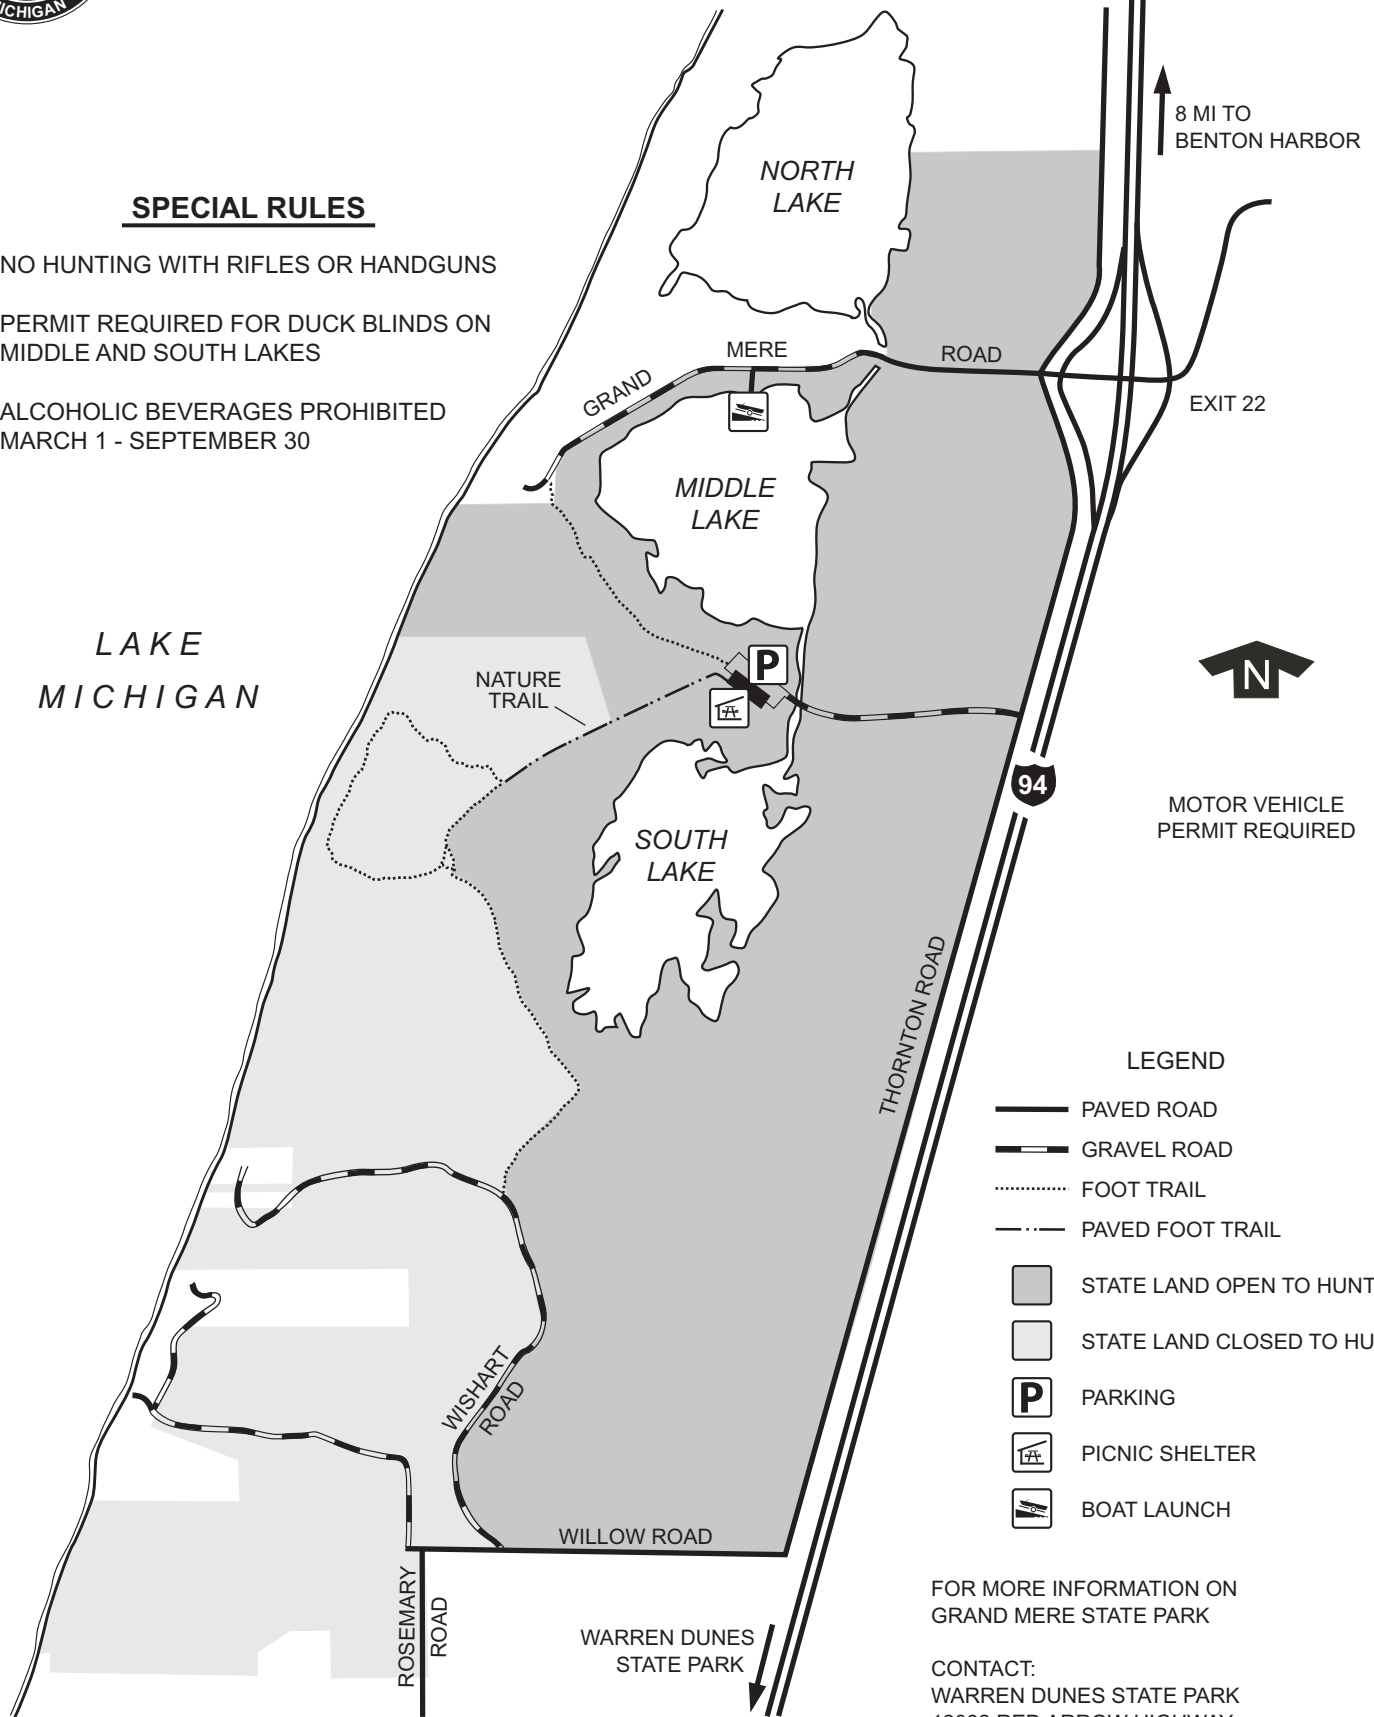 MICHIGAN
8 MI TO
BENTON HARBOR
NORTH
LAKE
SPECIAL RULES
NO HUNTING WITH RIFLES OR HANDGUNS
PERMIT REQUIRED FOR DUCK BLINDS ON
MIDDLE AND SOUTH LAKES
ALCOHOLIC BEVERAGES PROHIBITED
MARCH 1 - SEPTEMBER 30
GRAND
MERE
ROAD
EXIT 22
MIDDLE
LAKE
LAKE
MICHIGAN
NATURE
TRAIL
P
N
94
MOTOR VEHICLE
PERMIT REQUIRED
SOUTH
LAKE
THORNTON ROAD
LEGEND
PAVED ROAD
GRAVEL ROAD
FOOT TRAIL
PAVED FOOT TRAIL
STATE LAND OPEN TO HUNT
STATE LAND CLOSED TO HU
P PARKING
PICNIC SHELTER
BOAT LAUNCH
WISHART
ROAD
WILLOW ROAD
ROSEMARY
ROAD
WARREN DUNES
STATE PARK
FOR MORE INFORMATION ON
GRAND MERE STATE PARK
CONTACT:
WARREN DUNES STATE PARK
RED ARROW HIGHWAY